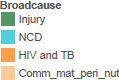 Broadcause
Injury
NCD
HIV and TB
Comm_mat_peri_nut